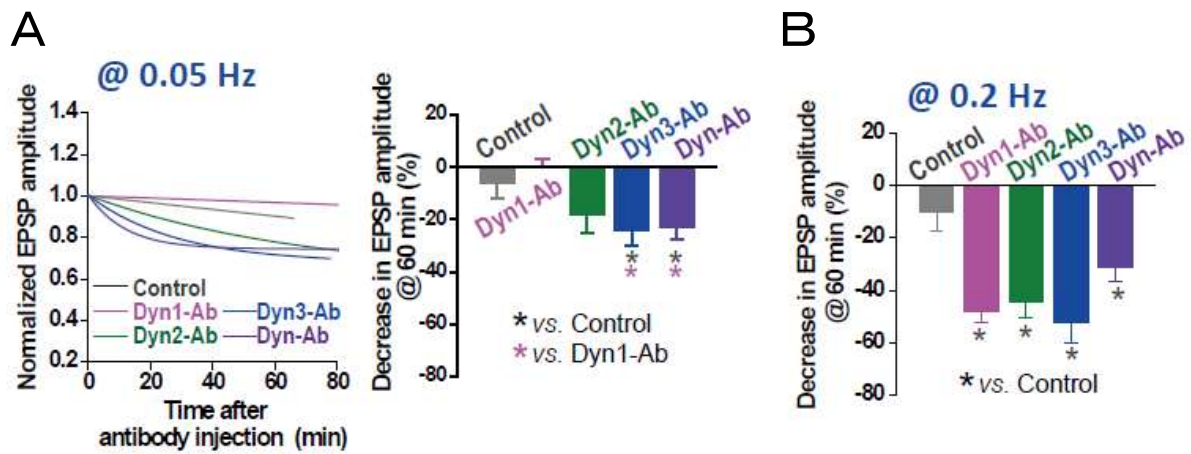 A
@ 0.05 Hz
Normalized EPSP amplitude
1.4
1.2
1.0
0.8
0.6
0.4
0.2
0 20 40 60 80
Time after
antibody injection (min)
Control
Dyn1-Ab Dyn3-Ab
Dyn2-Ab Dyn-Ab
Decrease in EPSP amplitude
@ 60 min (%)
20
0
-20
-40
-60
-80
Control
Dyn1-Ab
Dyn2-Ab
Dyn3-Ab
Dyn-Ab
* *
* *
* vs. Control
* vs. Dyn1-Ab
B
@ 0.2 Hz
Decrease in EPSP amplitude
@ 60 min (%)
20
0
-20
-40
-60
-80
Control
Dyn1-Ab
Dyn2-Ab
Dyn3-Ab
Dyn-Ab
* * * *
* vs. Control